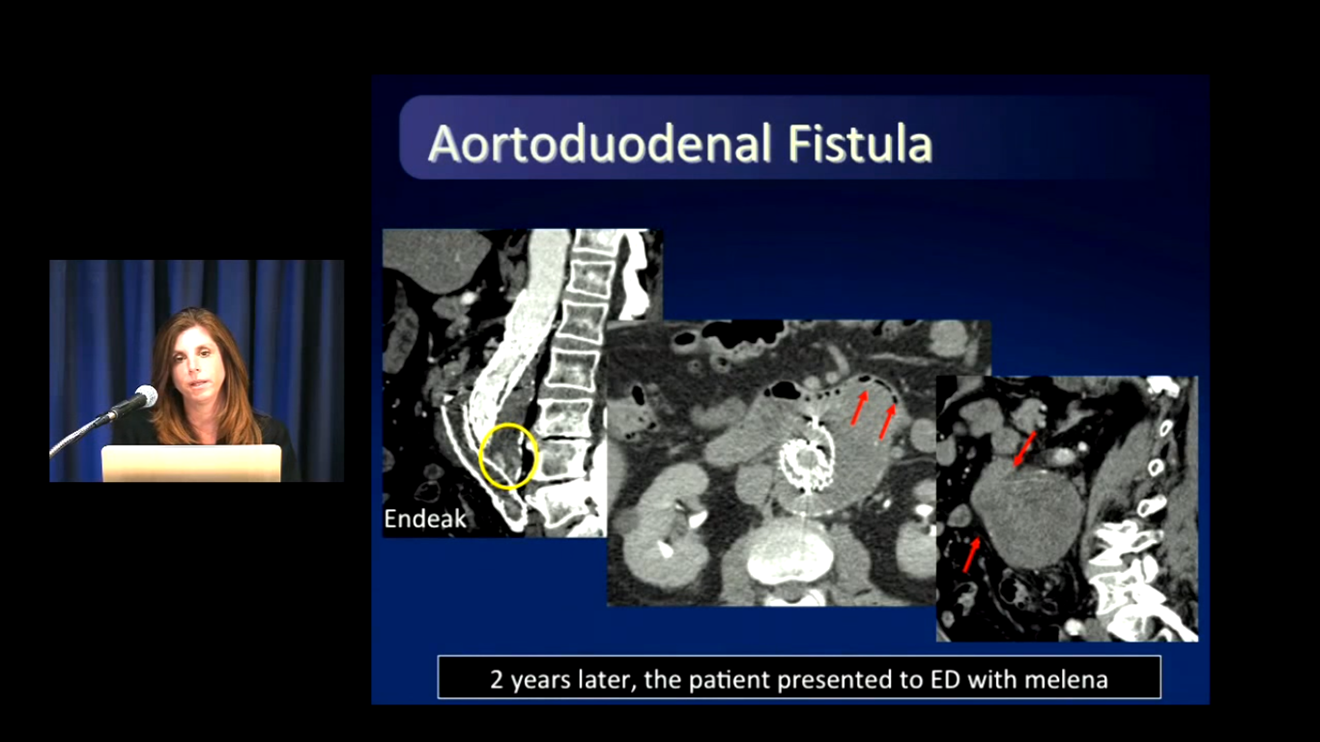 Aortoduodenal Fistula
Endeak
2 years later, the patient presented to ED with melena